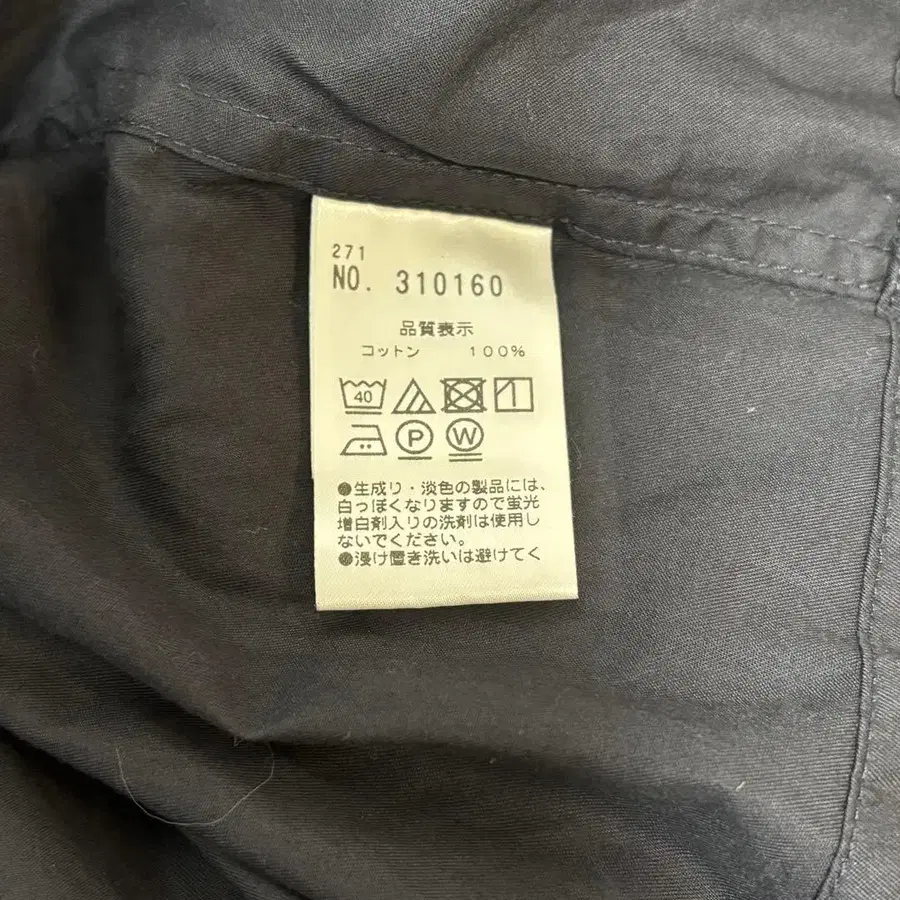 271
NO. 310160
品質表示
コットン 100%
40
P W
●生成り・淡色の製品には、
白っぽくなりますので蛍光
増白剤入りの洗剤は使用し
ないでください。
●浸け置き洗いは避けてく